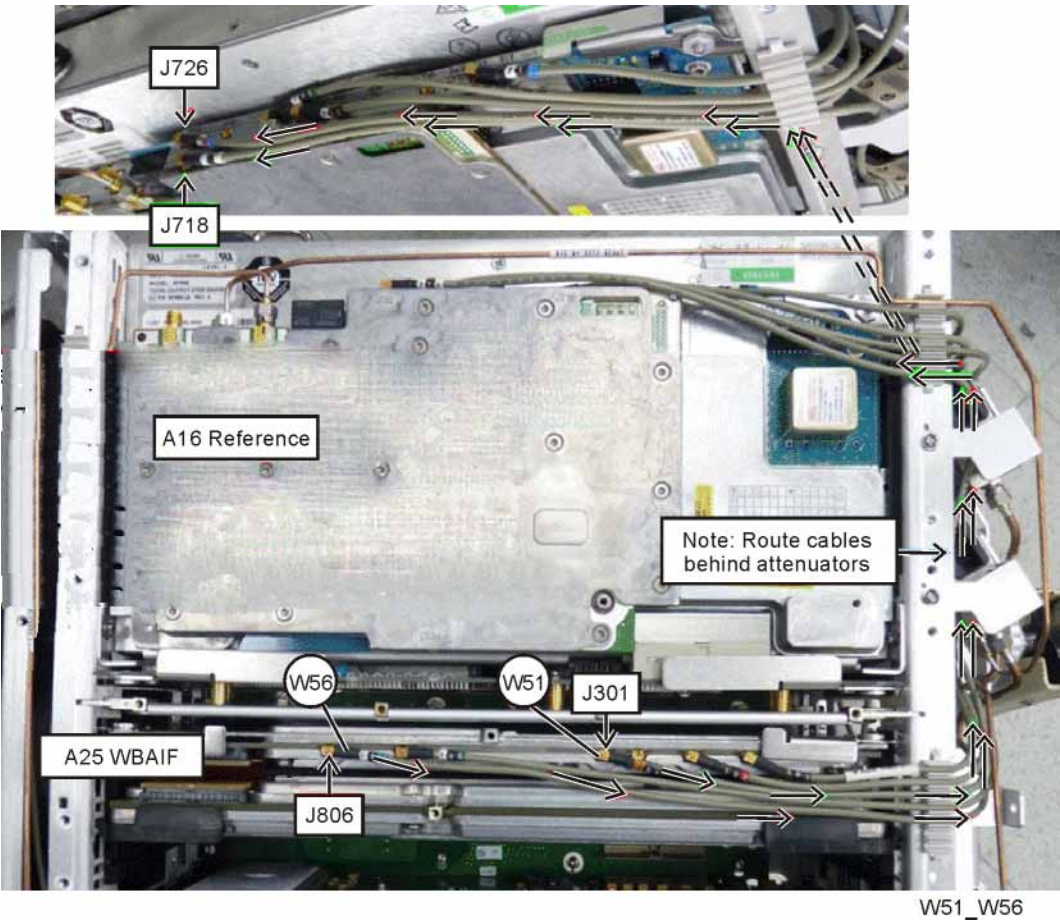 J726
J718
A16 Reference
Note: Route cables
behind attenuators
W56
W51
J301
A25 WBAIF
J806
W51_W56